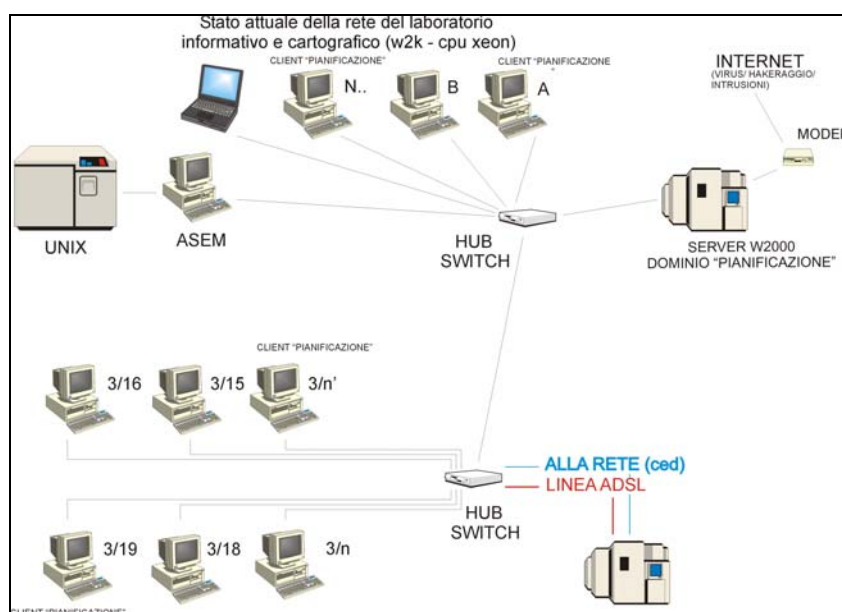 Stato attuale della rete del laboratorio
informativo e cartografico (w2k - cpu xeon)
CLIENT "PIANIFICAZIONE"
CLIENT "PIANIFICAZIONE
"
N..
B
A
INTERNET
(VIRUS/ HAKERAGGIO/
INTRUSIONI)
MODE
UNIX
ASEM
HUB
SWITCH
SERVER W2000
DOMINIO "PIANIFICAZIONE"
CLIENT "PIANIFICAZIONE"
3/16
3/15
3/n'
ALLA RETE (ced)
LINEA ADSL
HUB
SWITCH
3/19
3/18
3/n
CLIENT "PIANIFICAZIONE"